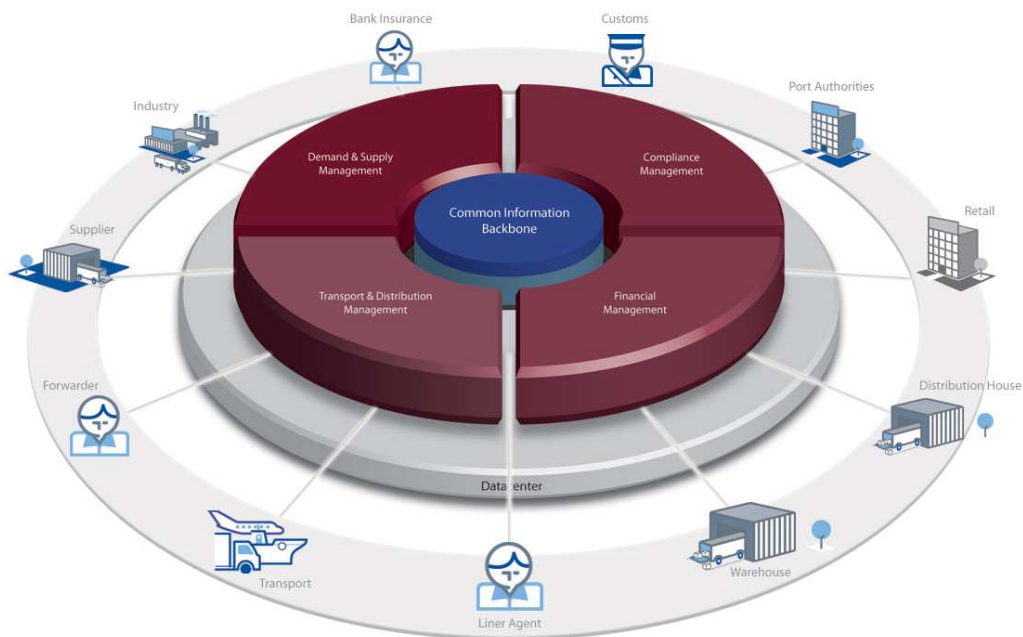 Bank Insurance
Customs
Industry
Port Authorities
Demand & Supply
Management
Compliance
Management
Supplier
Common Information
Backbone
Retail
Transport & Distribution
Management
Financial
Management
Forwarder
Distribution House
Datacenter
Transport
Warehouse
Liner Agent